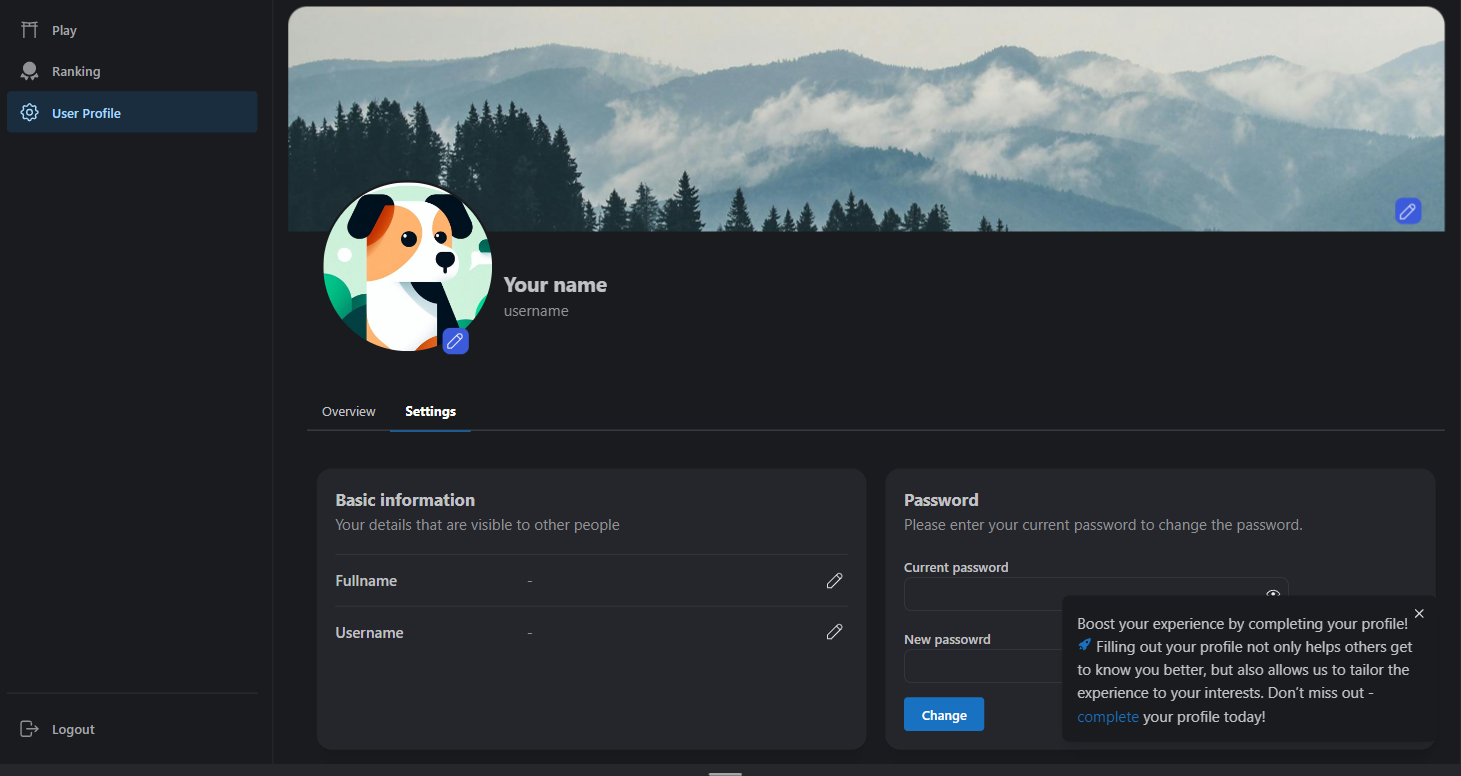 Play
Ranking
User Profile
Logout
Your name
username
Overview Settings
Basic information
Your details that are visible to other people
Fullname -
Username -
Password
Please enter your current password to change the password.
Current password
New passowrd
Change
Boost your experience by completing your profile!
🚀 Filling out your profile not only helps others get
to know you better, but also allows us to tailor the
experience to your interests. Don’t miss out -
complete your profile today!